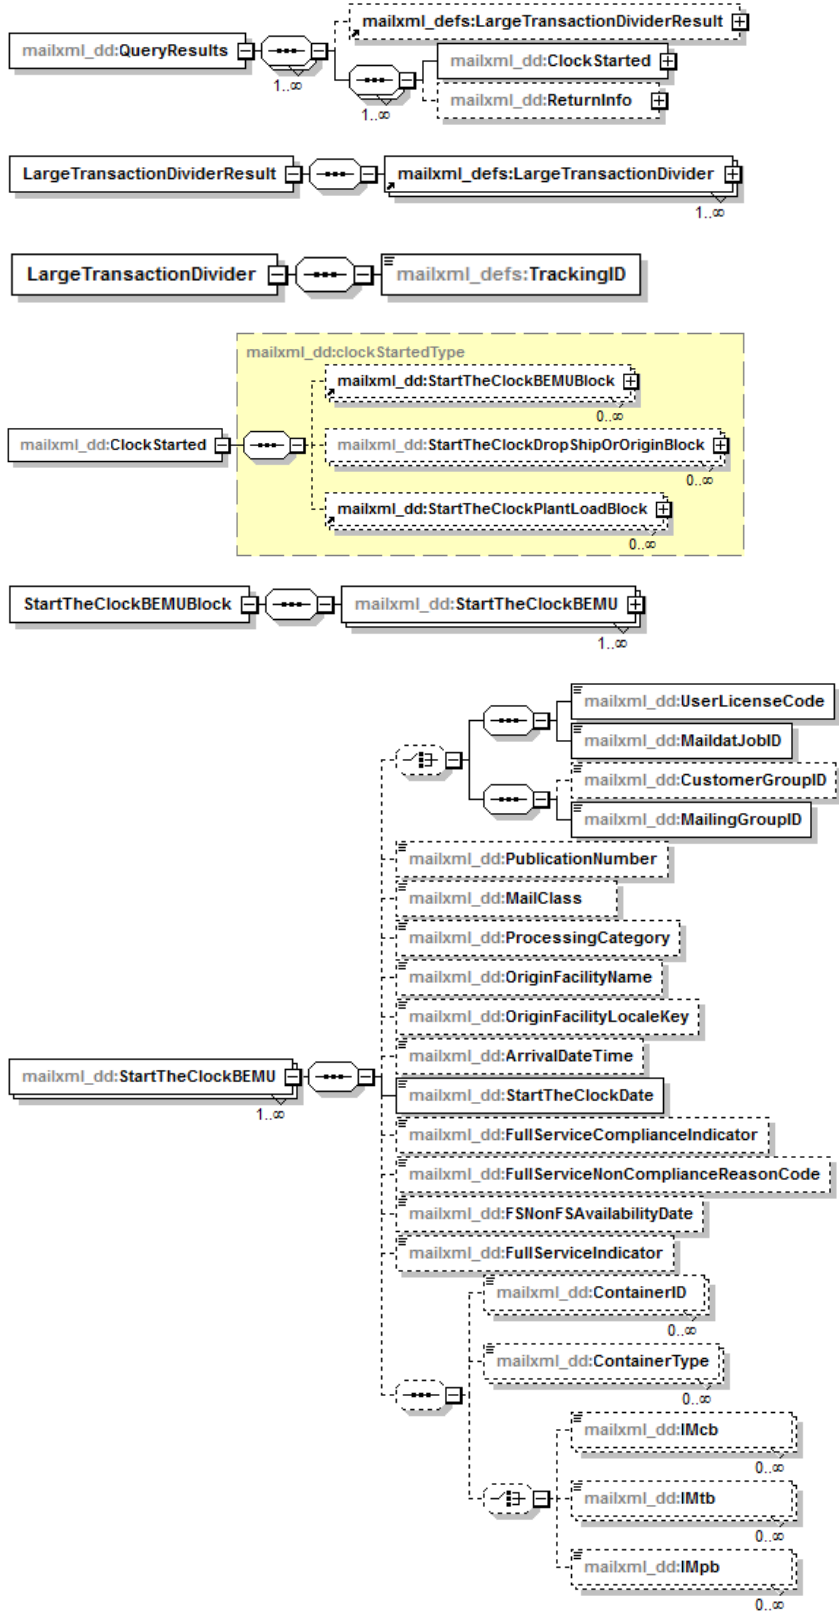 mailxml_defs:LargeTransactionDividerResult
mailxml_dd:QueryResults
1..∞
mailxml_dd:ClockStarted
mailxml_dd:ReturnInfo
1..∞
LargeTransactionDividerResult
mailxml_defs:LargeTransactionDivider
1..∞
LargeTransactionDivider
mailxml_defs:TrackingID
mailxml_dd:clockStartedType
mailxml_dd:StartTheClockBEMUBlock
0..∞
mailxml_dd:ClockStarted
mailxml_dd:StartTheClockDropShipOrOriginBlock
0..∞
mailxml_dd:StartTheClockPlantLoadBlock
0..∞
StartTheClockBEMUBlock
mailxml_dd:StartTheClockBEMU
1..∞
mailxml_dd:UserLicenseCode
mailxml_dd:MaildatJobID
mailxml_dd:CustomerGroupID
mailxml_dd:MailingGroupID
mailxml_dd:PublicationNumber
mailxml_dd:MailClass
mailxml_dd:ProcessingCategory
mailxml_dd:OriginFacilityName
mailxml_dd:OriginFacilityLocaleKey
mailxml_dd:ArrivalDateTime
mailxml_dd:StartTheClockBEMU
1..∞
mailxml_dd:StartTheClockDate
mailxml_dd:FullServiceComplianceIndicator
mailxml_dd:FullServiceNonComplianceReasonCode
mailxml_dd:FSNonFSAvailabilityDate
mailxml_dd:FullServiceIndicator
mailxml_dd:ContainerID
0..∞
mailxml_dd:ContainerType
0..∞
mailxml_dd:IMcb
0..∞
mailxml_dd:IMtb
0..∞
mailxml_dd:IMpb
0..∞